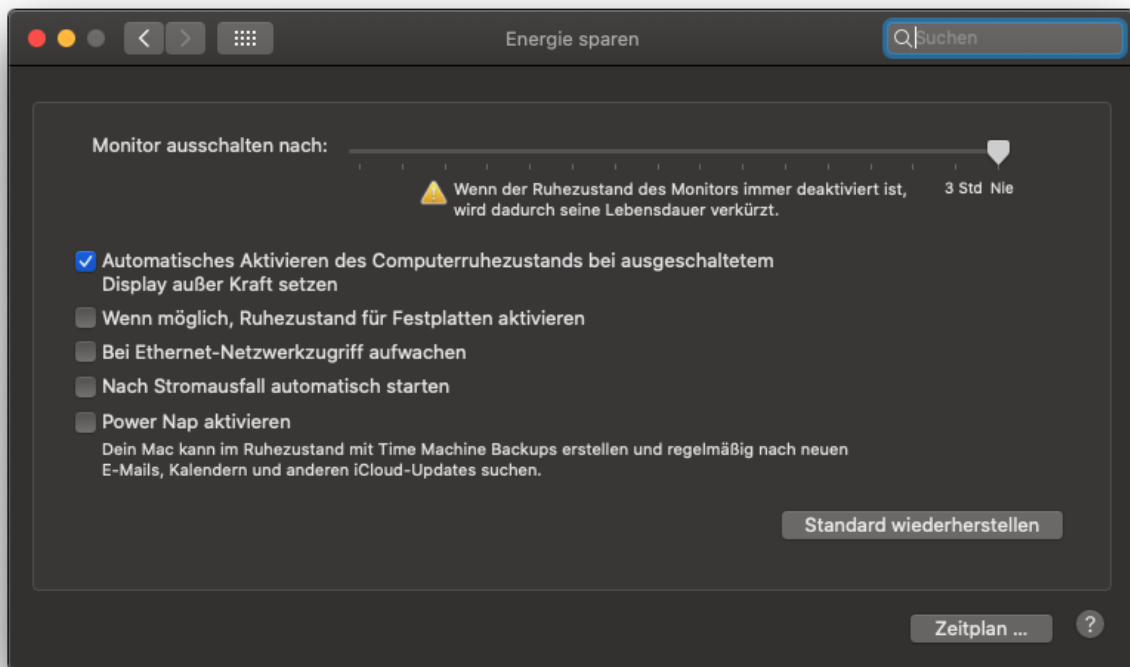 Energie sparen
Suchen
Monitor ausschalten nach:
Wenn der Ruhezustand des Monitors immer deaktiviert ist,
wird dadurch seine Lebensdauer verkürzt.
3 Std Nie
Automatisches Aktivieren des Computerruhezustands bei ausgeschaltetem
Display außer Kraft setzen
Wenn möglich, Ruhezustand für Festplatten aktivieren
Bei Ethernet-Netzwerkzugriff aufwachen
Nach Stromausfall automatisch starten
Power Nap aktivieren
Dein Mac kann im Ruhezustand mit Time Machine Backups erstellen und regelmäßig nach neuen
E-Mails, Kalendern und anderen iCloud-Updates suchen.
Standard wiederherstellen
Zeitplan ...
?